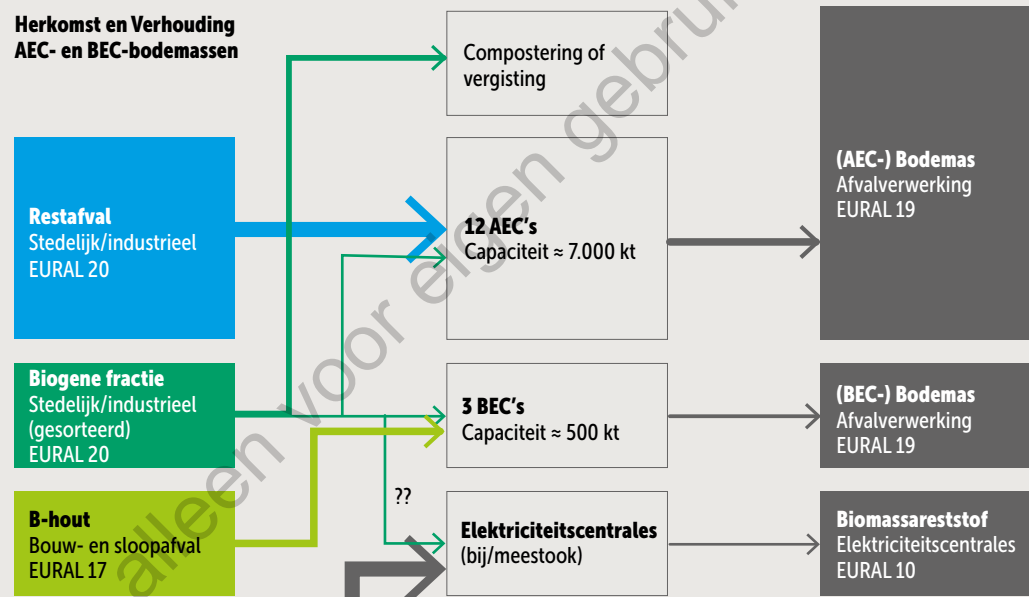 Herkomst en Verhouding
AEC- en BEC-bodemassen
Compostering of
vergisting
Restafval
Stedelijk/industrieel
EURAL 20
12 AEC's
Capaciteit ≈ 7.000 kt
(AEC-) Bodemas
Afvalverwerking
EURAL 19
Biogene fractie
Stedelijk/industrieel
(gesorteerd)
EURAL 20
3 BEC's
Capaciteit ≈ 500 kt
(BEC-) Bodemas
Afvalverwerking
EURAL 19
??
B-hout
Bouw- en sloopafval
EURAL 17
Elektriciteitscentrales
(bij/meestook)
Biomassareststof
Elektriciteitscentrales
EURAL 10
alleen voor eigen